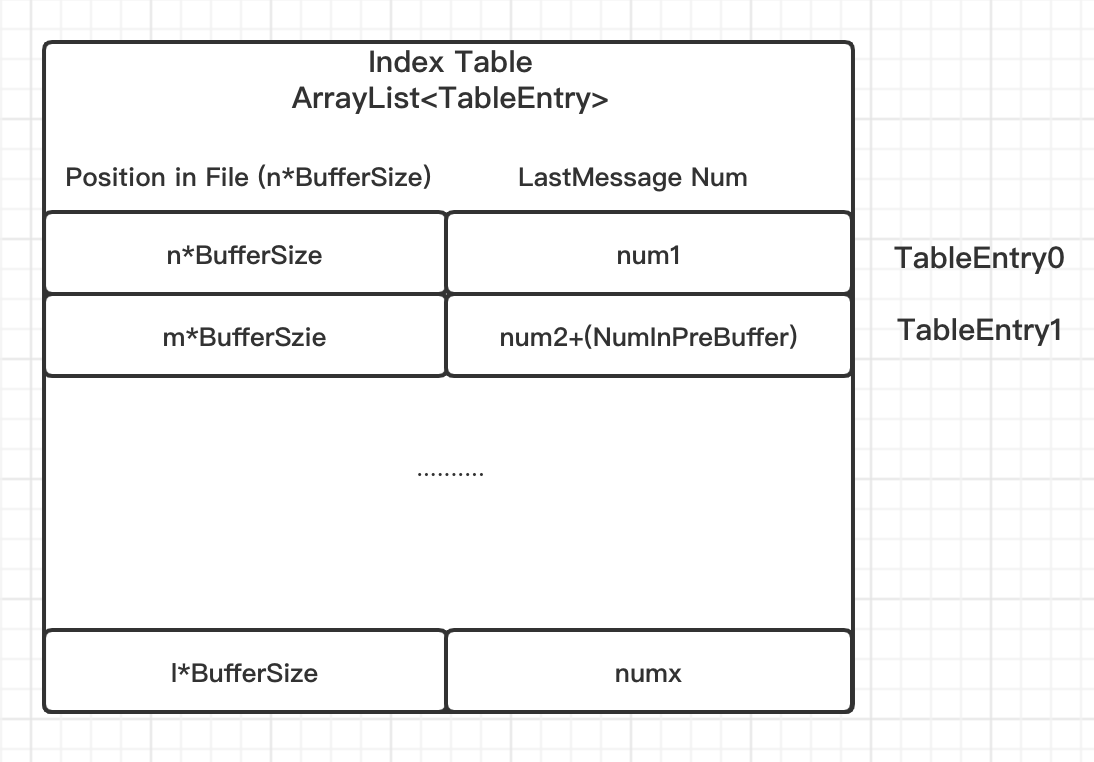 Index Table
ArrayList<TableEntry>
Position in File (n*BufferSize)
LastMessage Num
n*BufferSize
num1
TableEntry0
m*BufferSzie
num2+(NumInPreBuffer)
TableEntry1
..........
l*BufferSize
numx